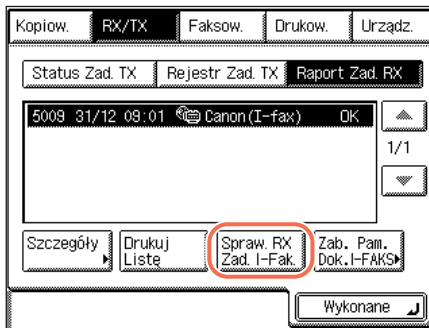 Kopiow. RX/TX Faksow. Drukow. Urządz.
Status Zad. TX Rejestr Zad. TX Raport Zad. RX
5009 31/12 09:01 Canon(I-fax) OK
1/1
Szczegóły Drukuj Listę Spraw. RX Zad. I-Fak. Zab. Pam. Dok.I-FAKS
Wykonane